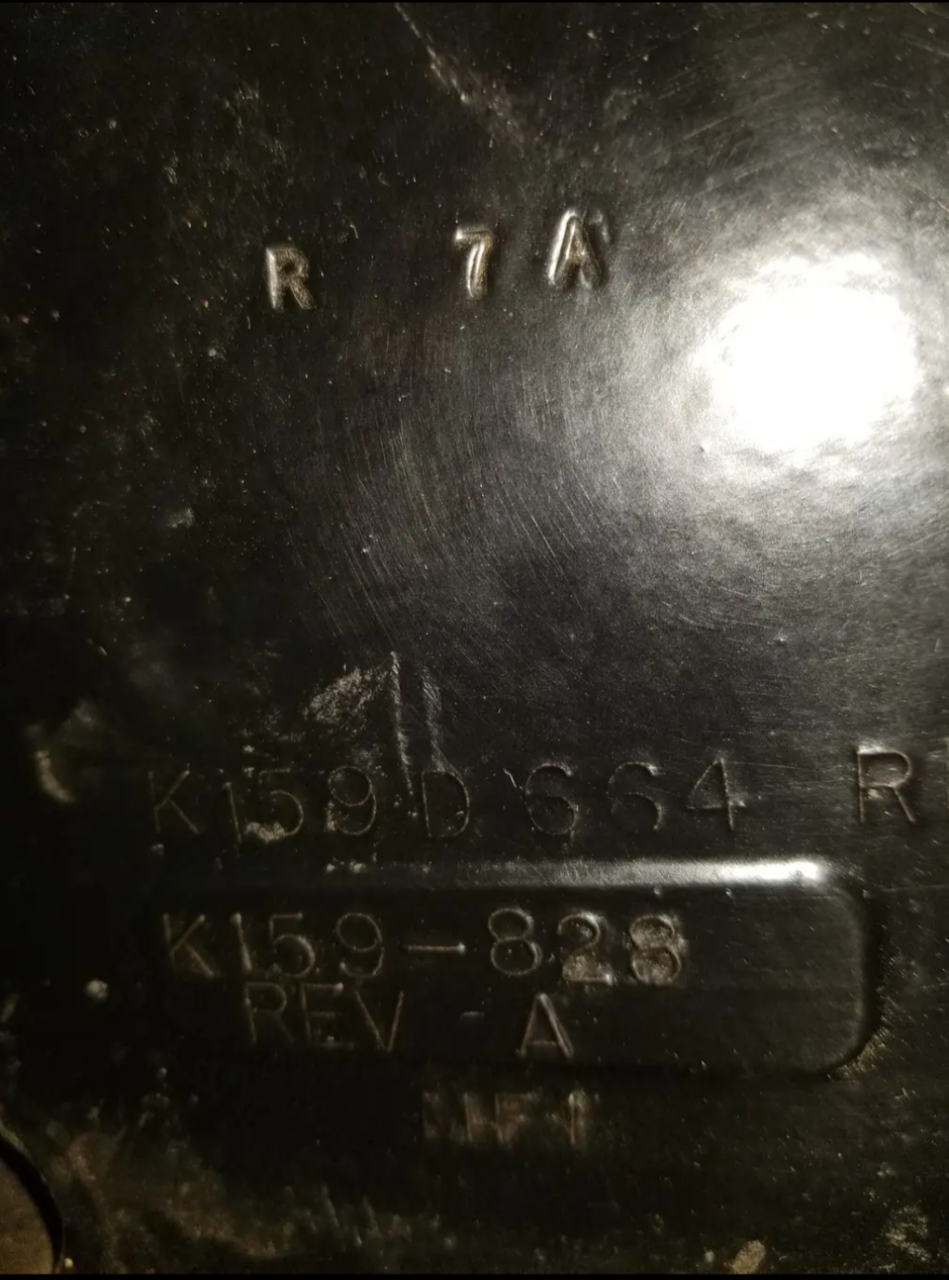 R 7A
K159D664 R
K159-828
REV - A